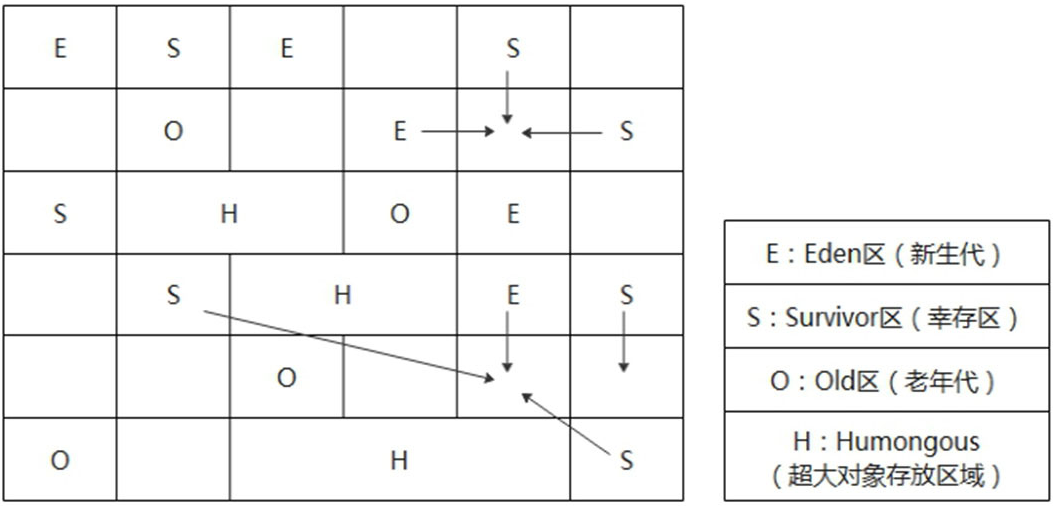 E S E S
O E S
S H O E
S H E S
O
O H S
E：Eden区（新生代）
S：Survivor区（幸存区）
O：Old区（老年代）
H：Humongous
（超大对象存放区域）